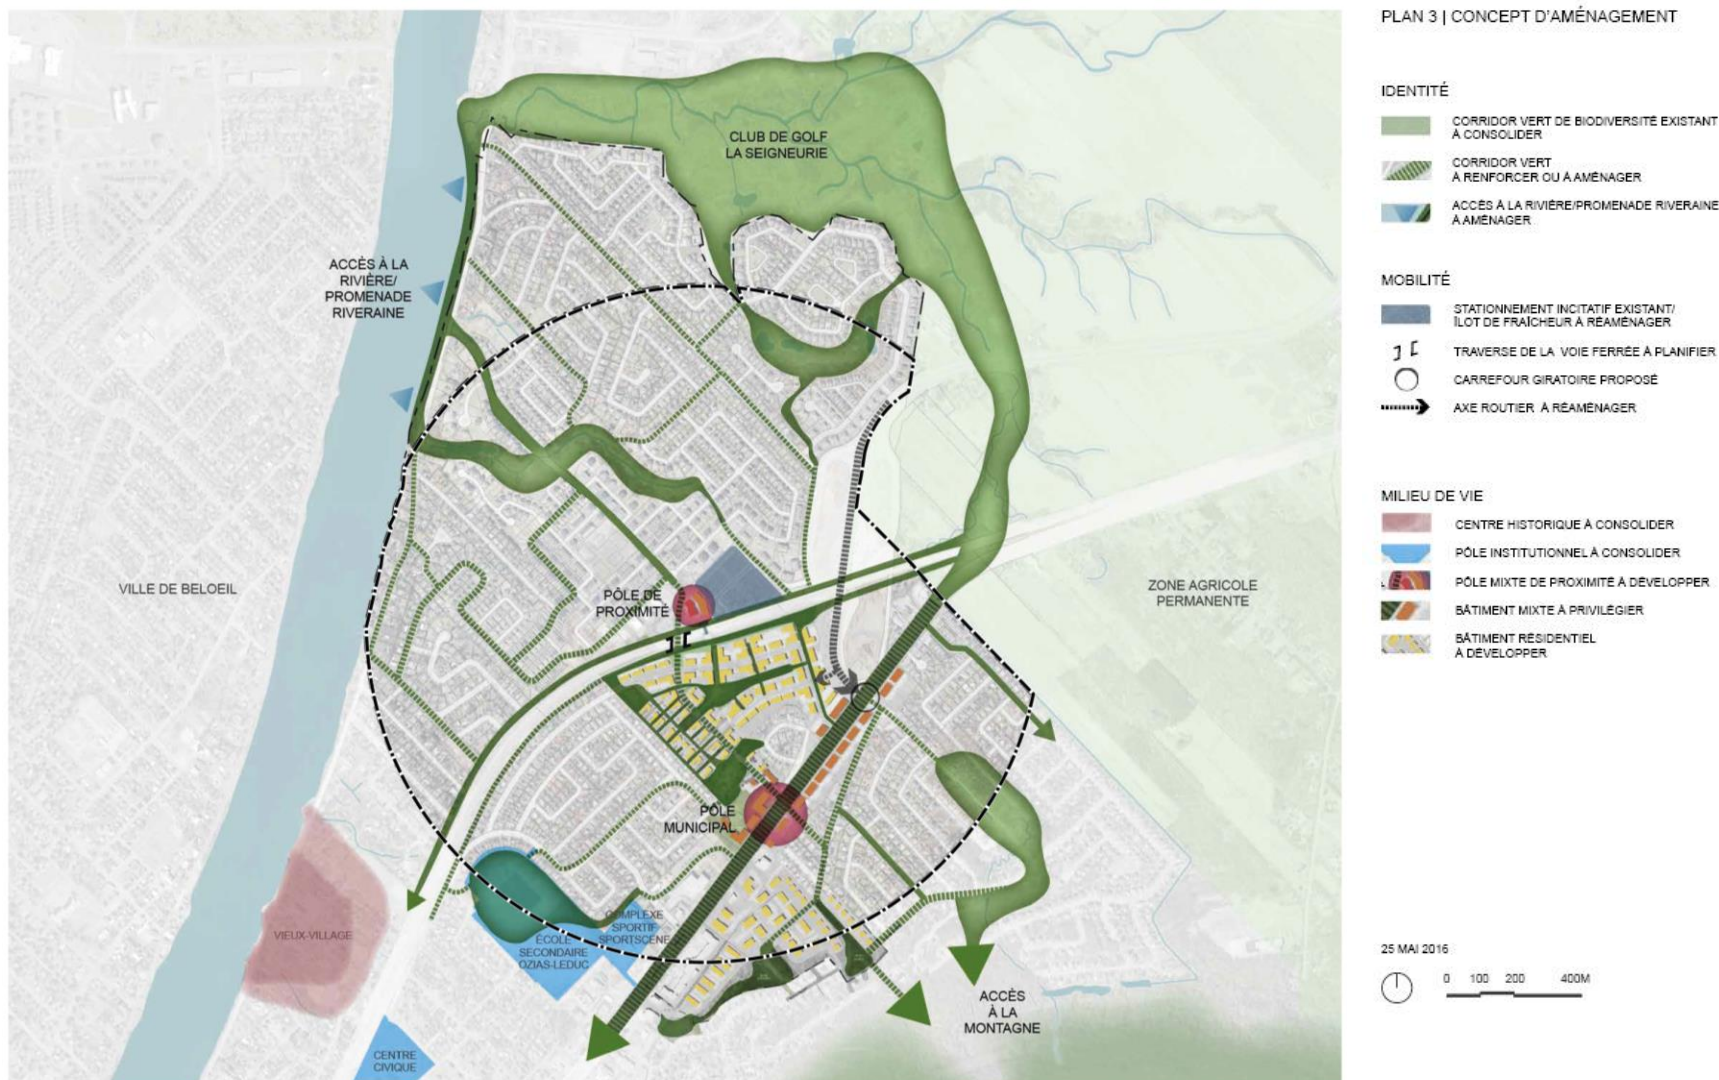 PLAN 3 | CONCEPT D'AMÉNAGEMENT
IDENTITÉ
CORRIDOR VERT DE BIODIVERSITÉ EXISTANT
À CONSOLIDER
CORRIDOR VERT
À RENFORCER OU À AMÉNAGER
ACCÈS À LA RIVIÈRE/PROMENADE RIVERAINE
À AMÉNAGER
MOBILITÉ
STATIONNEMENT INCITATIF EXISTANT/
ÎLOT DE FRAÎCHEUR À RÉAMÉNAGER
TRAVERSE DE LA VOIE FERRÉE À PLANIFIER
CARREFOUR GIRATOIRE PROPOSÉ
AXE ROUTIER À RÉAMÉNAGER
MILIEU DE VIE
CENTRE HISTORIQUE À CONSOLIDER
PÔLE INSTITUTIONNEL À CONSOLIDER
PÔLE MIXTE DE PROXIMITÉ À DÉVELOPPER
BÂTIMENT MIXTE À PRIVILÉGIER
BÂTIMENT RÉSIDENTIEL
À DÉVELOPPER
25 MAI 2016
0 100 200 400M
CLUB DE GOLF
LA SEIGNEURIE
ACCÈS À LA
RIVIÈRE/
PROMENADE
RIVERAINE
VILLE DE BELOEIL
PÔLE DE
PROXIMITÉ
ZONE AGRICOLE
PERMANENTE
PÔLE
MUNICIPAL
VIEUX-VILLAGE
COMPLEXE
SPORTIF
SPORTSCENE
ÉCOLE
SECONDAIRE
OZIAS-LEDUC
ACCÈS
À LA
MONTAGNE
CENTRE
CIVIQUE